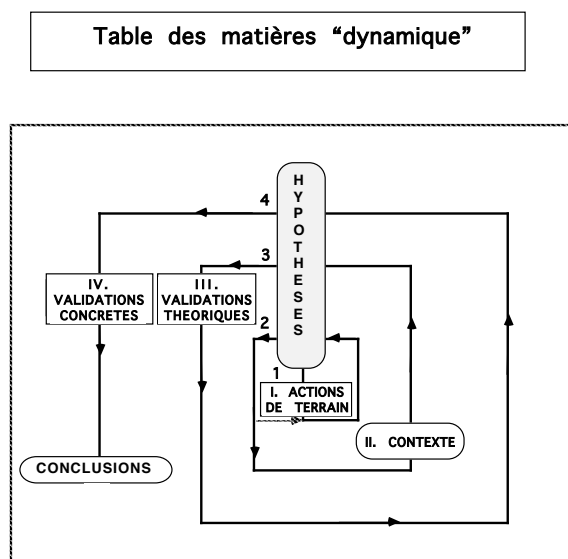 Table des matières “dynamique”
HYPOTHESES
4
3
IV.
VALIDATIONS
CONCRETES
III.
VALIDATIONS
THEORIQUES
2
1
I. ACTIONS
DE TERRAIN
II. CONTEXTE
CONCLUSIONS